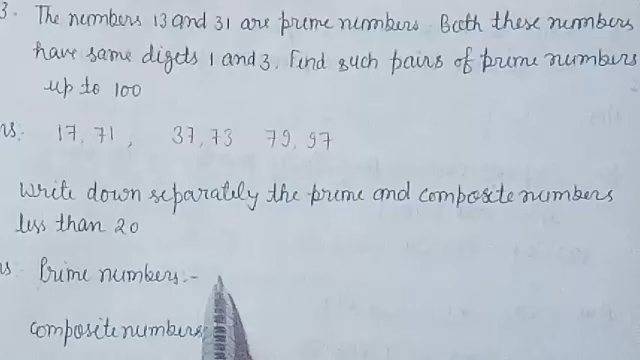 3. The numbers 13 and 31 are prime numbers. Both these numbers
have same digits 1 and 3. Find such pairs of prime numbers
up to 100
ns: 17, 71, 37, 73 79, 97
Write down separately the prime and composite numbers
less than 20
ns: Prime numbers:-
composite numbers: